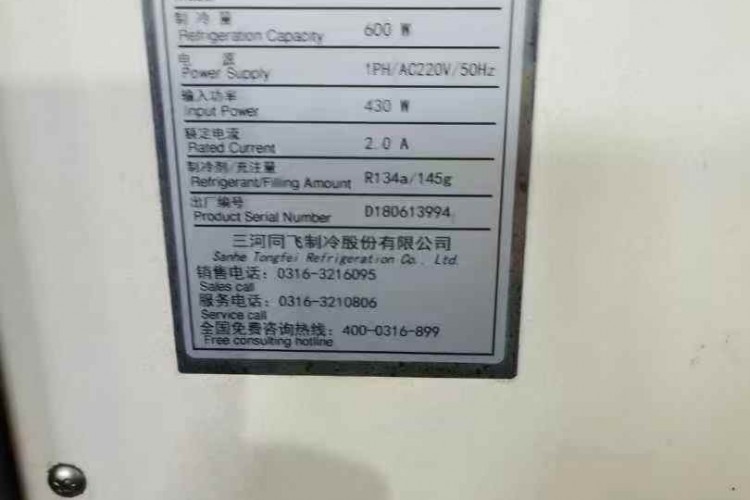 制冷量
Refrigeration Capacity 600 W
电 源
Power Supply 1PH/AC220V/50Hz
输入功率
Input Power 430 W
额定电流
Rated Current 2.0 A
制冷剂/充注量
Refrigerant/Filling Amount R134a/145g
出厂编号
Product Serial Number D180613994
三河同飞制冷股份有限公司
Sanhe Tongfei Refrigeration Co., Ltd.
销售电话：0316-3216095
Sales call
服务电话：0316-3210806
Service call
全国免费咨询热线：400-0316-899
Free consulting hotline